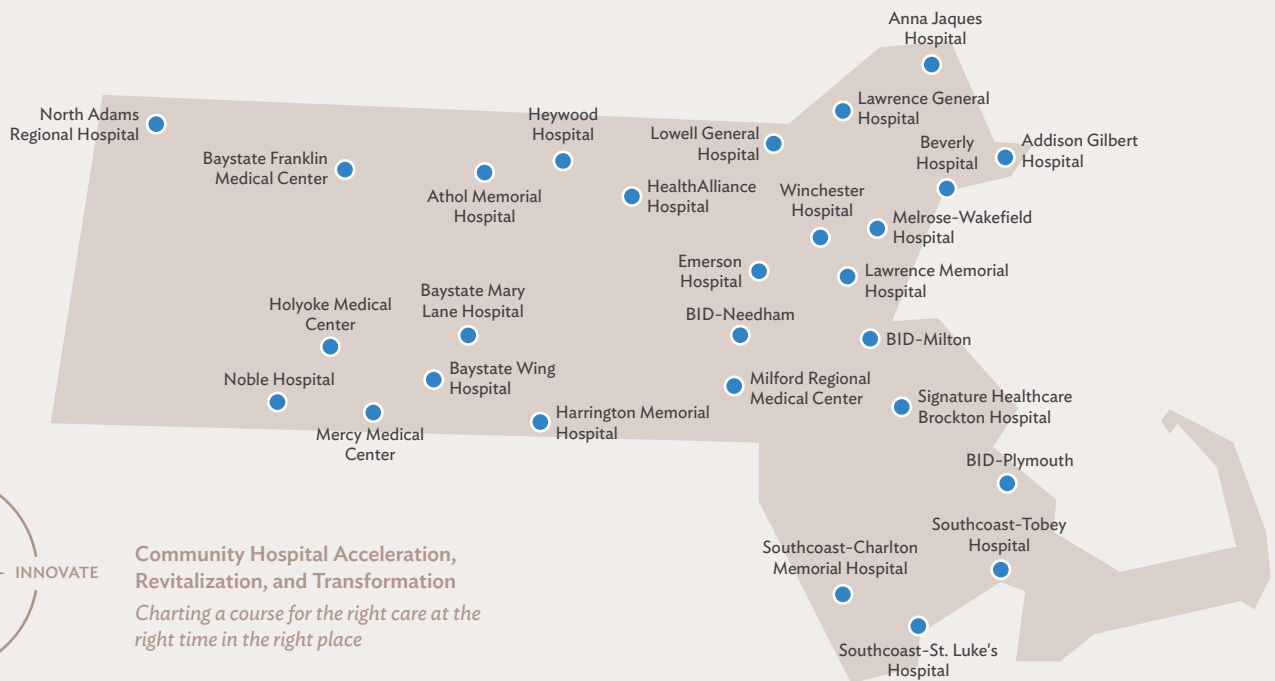 Anna Jaques
Hospital
North Adams
Regional Hospital
Heywood
Hospital
Lawrence General
Hospital
Lowell General
Hospital
Beverly
Hospital
Addison Gilbert
Hospital
Baystate Franklin
Medical Center
Athol Memorial
Hospital
HealthAlliance
Hospital
Winchester
Hospital
Melrose-Wakefield
Hospital
Emerson
Hospital
Lawrence Memorial
Hospital
Holyoke Medical
Center
Baystate Mary
Lane Hospital
BID-Needham
BID-Milton
Noble Hospital
Baystate Wing
Hospital
Milford Regional
Medical Center
Signature Healthcare
Brockton Hospital
Mercy Medical
Center
Harrington Memorial
Hospital
BID-Plymouth
Southcoast-Tobey
Hospital
Southcoast-Charlton
Memorial Hospital
Southcoast-St. Luke's
Hospital
INNOVATE
Community Hospital Acceleration,
Revitalization, and Transformation
Charting a course for the right care at the
right time in the right place